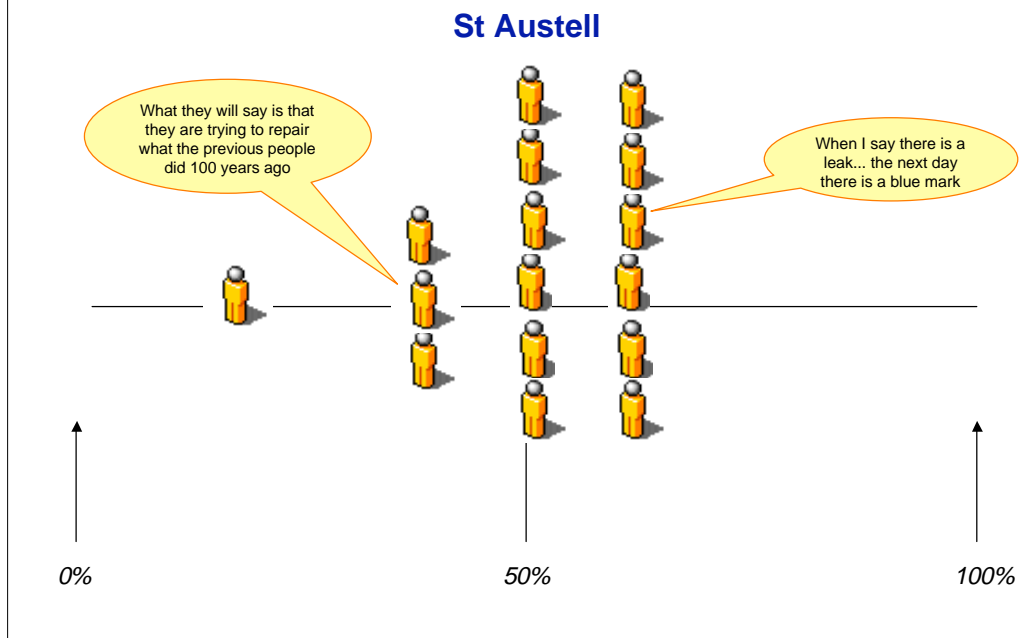 St Austell
What they will say is that
they are trying to repair
what the previous people
did 100 years ago
When I say there is a
leak... the next day
there is a blue mark
0%
50%
100%